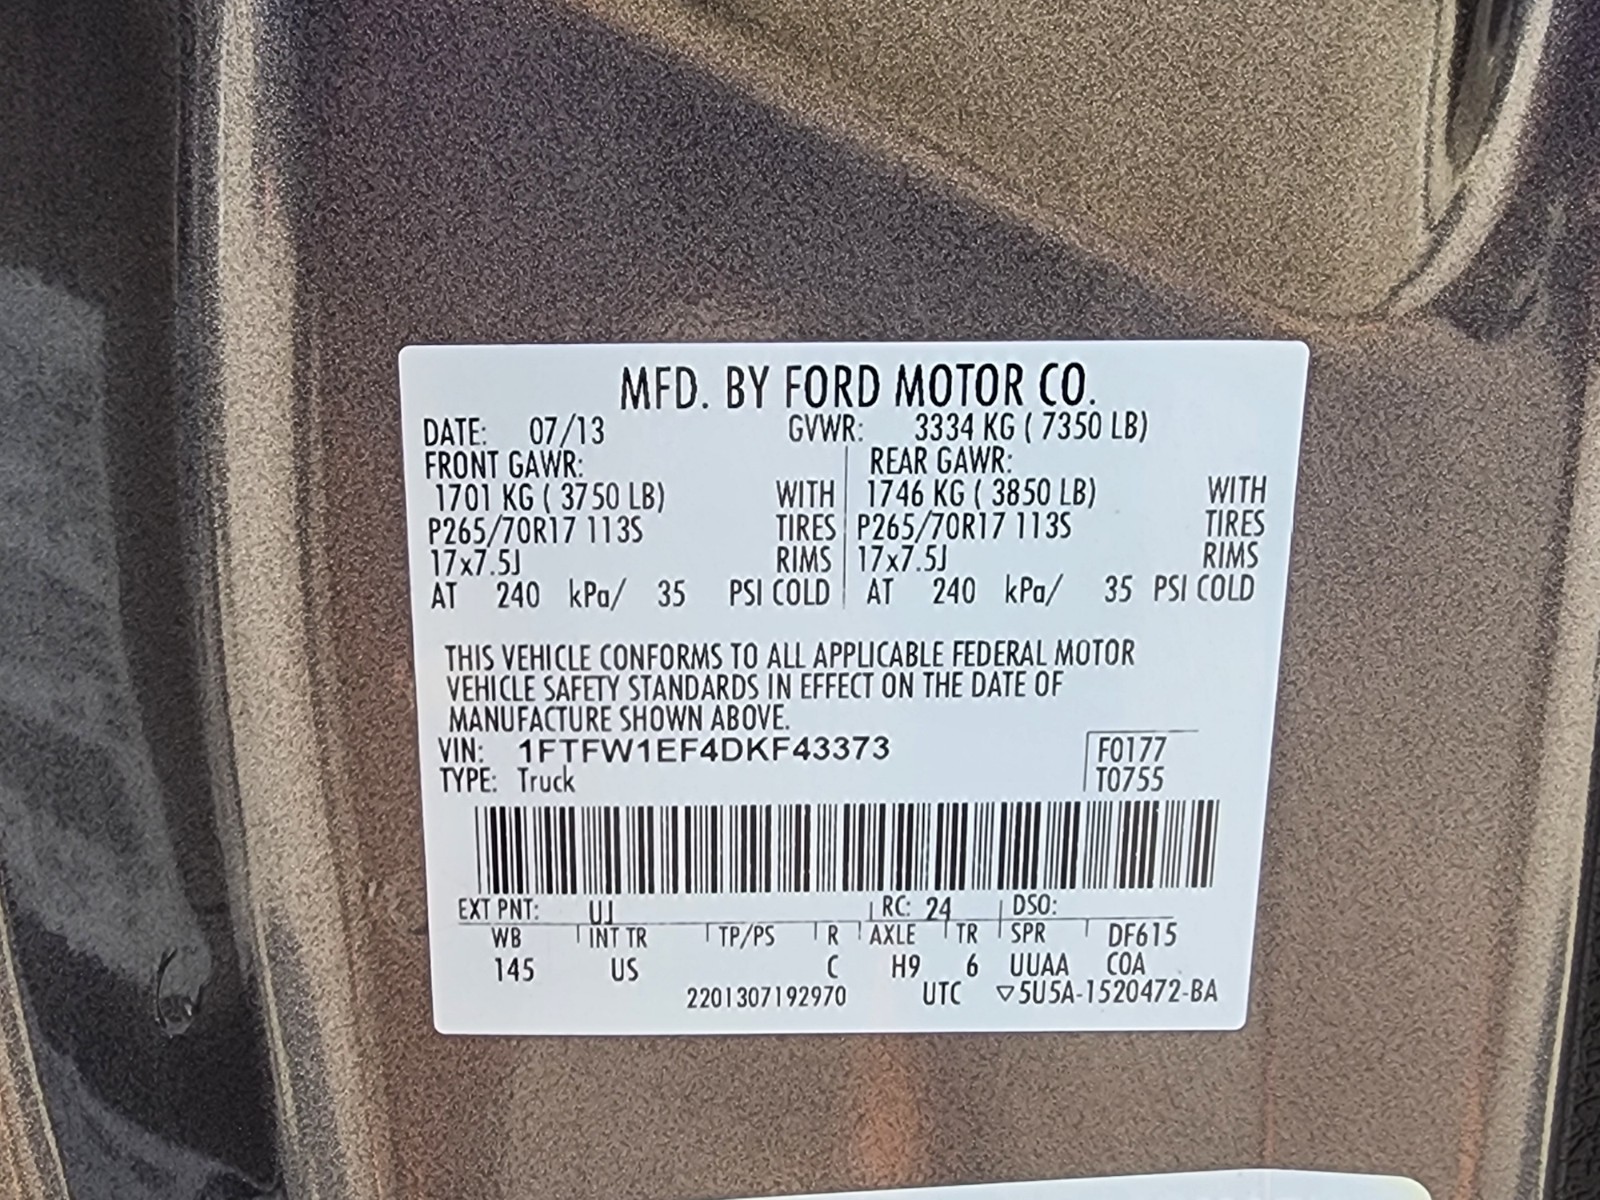 MFD. BY FORD MOTOR CO.
DATE: 07/13 GVWR: 3334 KG ( 7350 LB)
FRONT GAWR: REAR GAWR:
1701 KG ( 3750 LB) WITH 1746 KG ( 3850 LB) WITH
P265/70R17 113S TIRES P265/70R17 113S TIRES
17x7.5J RIMS 17x7.5J RIMS
AT 240 kPa/ 35 PSI COLD AT 240 kPa/ 35 PSI COLD
THIS VEHICLE CONFORMS TO ALL APPLICABLE FEDERAL MOTOR
VEHICLE SAFETY STANDARDS IN EFFECT ON THE DATE OF
MANUFACTURE SHOWN ABOVE.
VIN: 1FTFW1EF4DKF43373 F0177
TYPE: Truck T0755
EXT PNT: UJ RC: 24 DSO:
WB INT TR TP/PS R AXLE TR SPR DF615
145 US C H9 6 UUAA COA
2201307192970 UTC ▽5U5A-1520472-BA